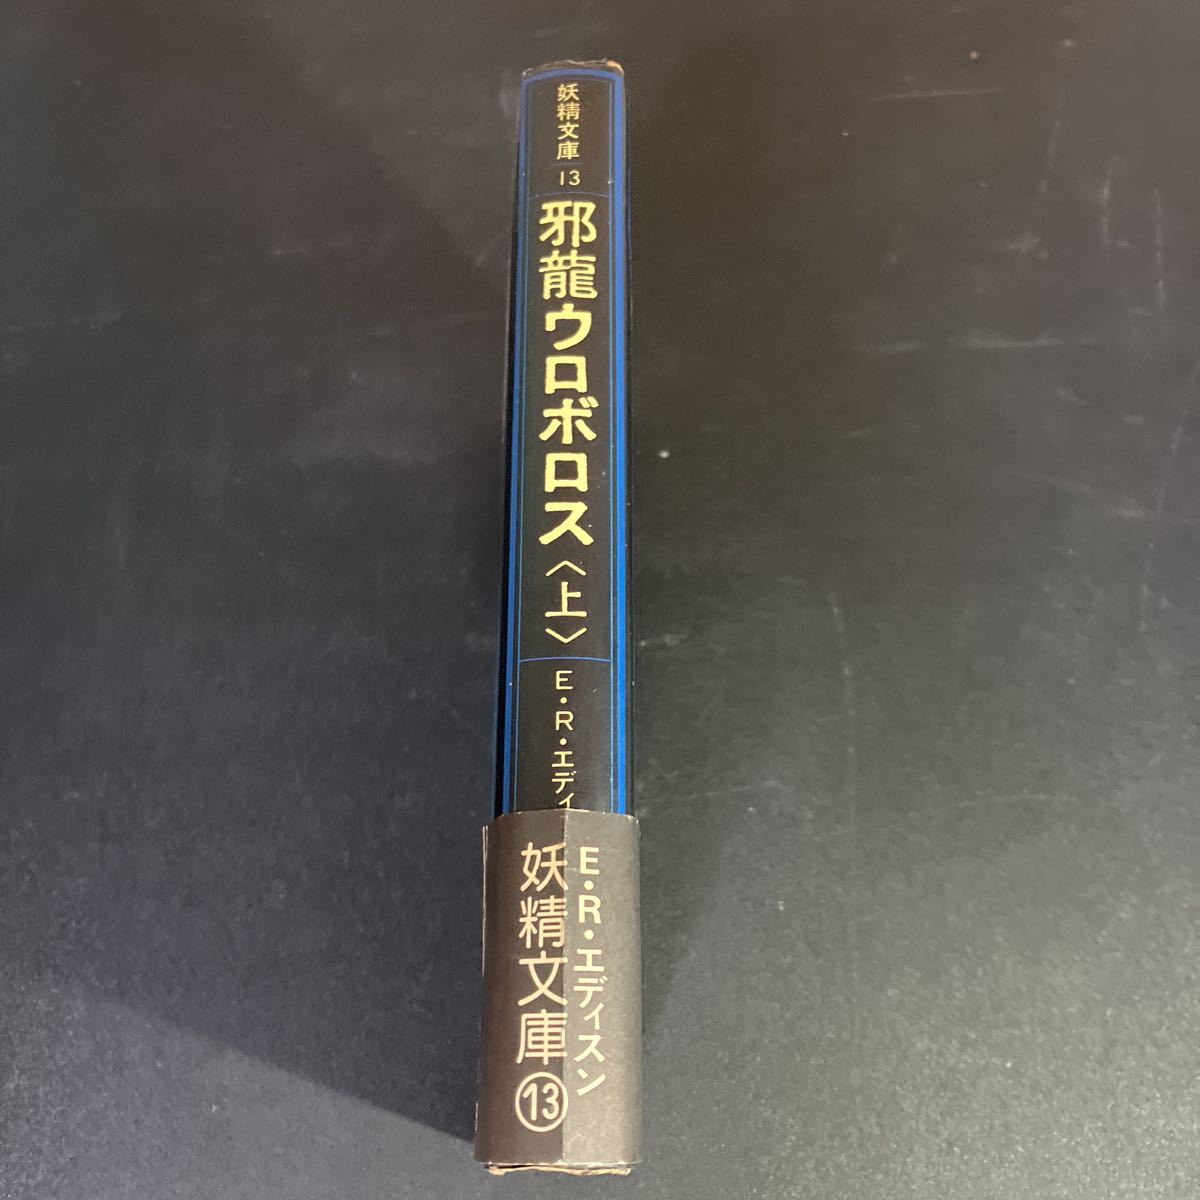 妖精文庫
13
邪龍ウロボロス〈上〉
E・R・エディ
E・R・エディスン
妖精文庫⑬